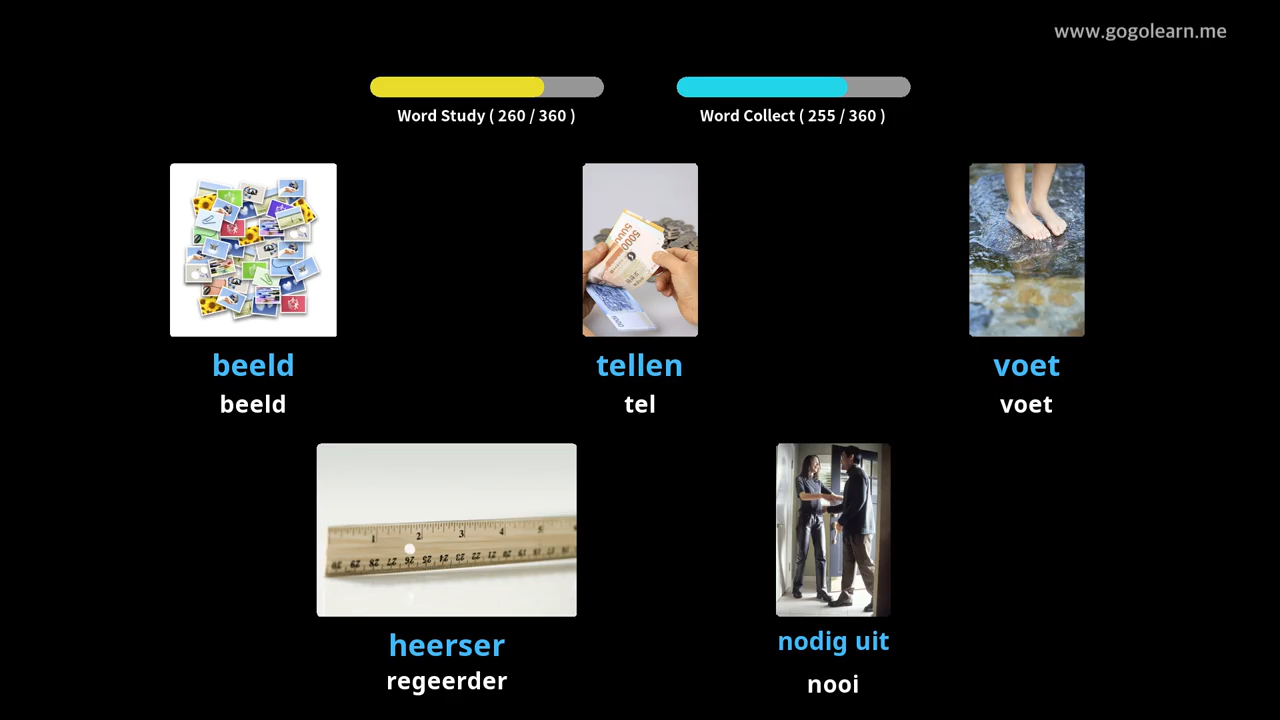 www.gogolearn.me
Word Study ( 260 / 360 )
Word Collect ( 255 / 360 )
beeld
beeld
tellen
tel
voet
voet
heerser
regeerder
nodig uit
nooi